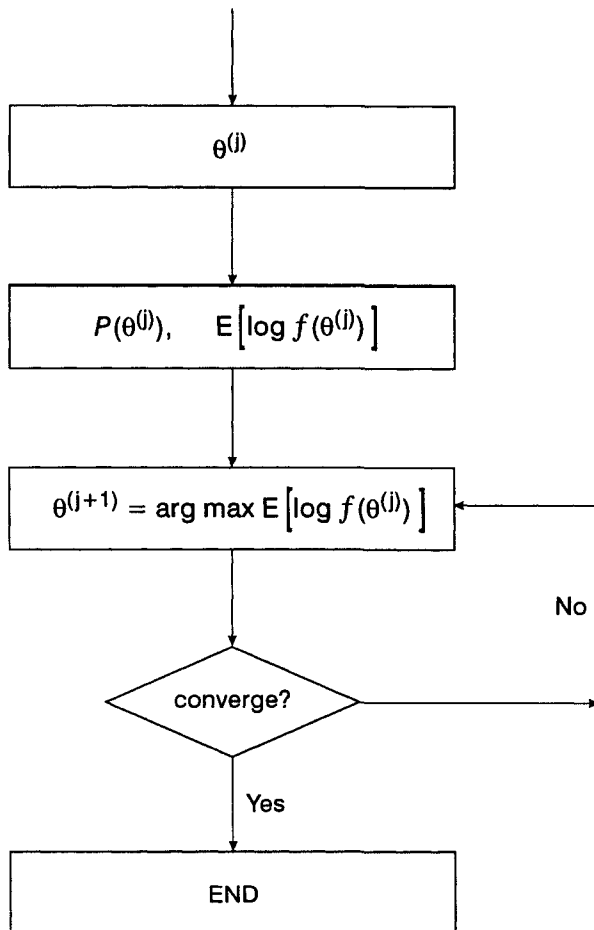 θ^(j)
P(θ^(j)), E[log f(θ^(j))]
θ^(j+1) = arg max E[log f(θ^(j))]
No
converge?
Yes
END